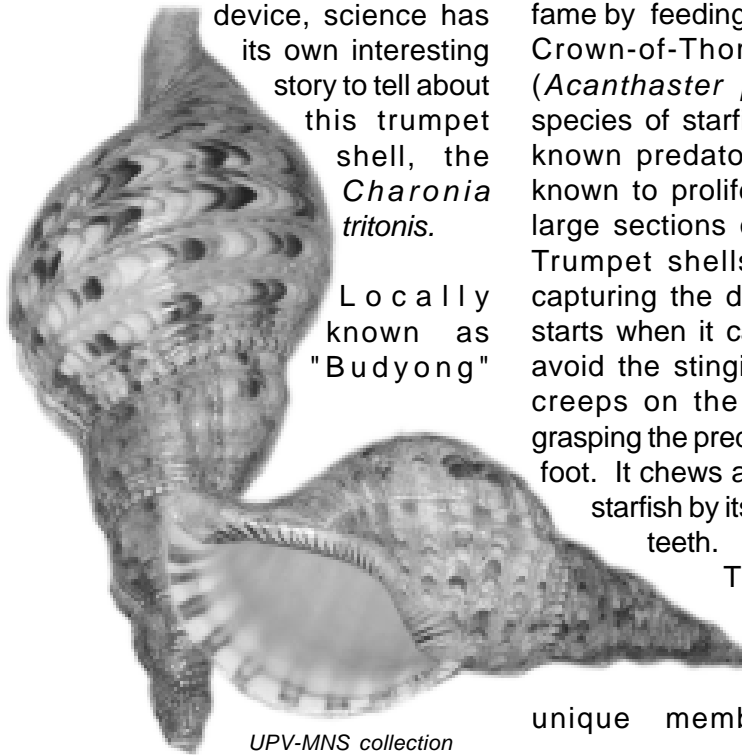 device, science has
its own interesting
story to tell about
this trumpet
shell, the
Charonia
tritonis.
Locally
known as
"Budyong"
UPV-MNS collection
fame by feeding
Crown-of-Thor
(Acanthaster
species of starf
known predato
known to prolife
large sections
Trumpet shells
capturing the d
starts when it ca
avoid the stingi
creeps on the
grasping the pred
foot. It chews a
starfish by its
teeth.
T
unique memb